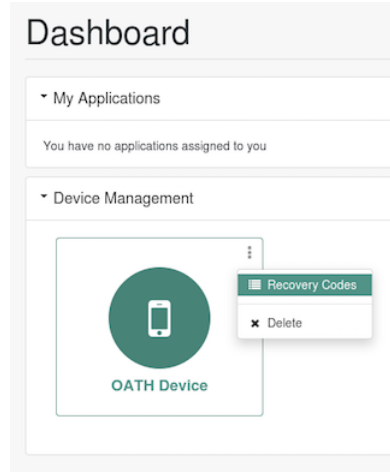 Dashboard
My Applications
You have no applications assigned to you
Device Management
Recovery Codes
Delete
OATH Device